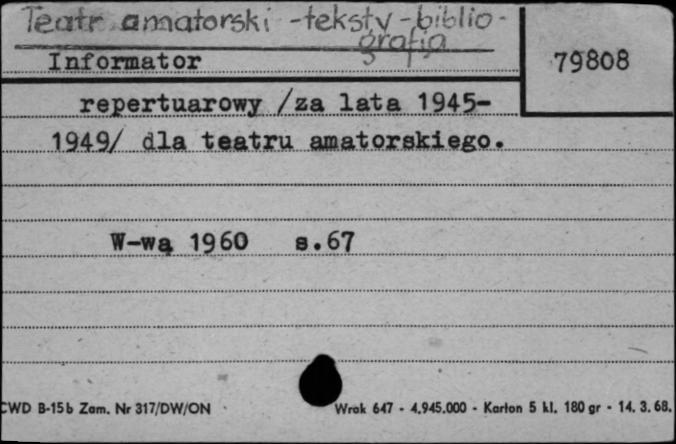 Teatr amatorski - teksty - biblio-
grafia
Informator
79808
repertuarowy /za lata 1945-
1949/ dla teatru amatorskiego.
W-wa 1960 s.67
CWD B-15b Zam. Nr 317/DW/ON
Wrak 647 - 4.945.000 - Karton 5 kl. 180 gr - 14. 3. 68.